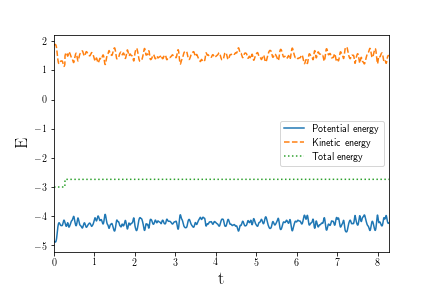 2
1
0
−1
−2
−3
−4
−5
E
Potential energy
Kinetic energy
Total energy
0 1 2 3 4 5 6 7 8
t